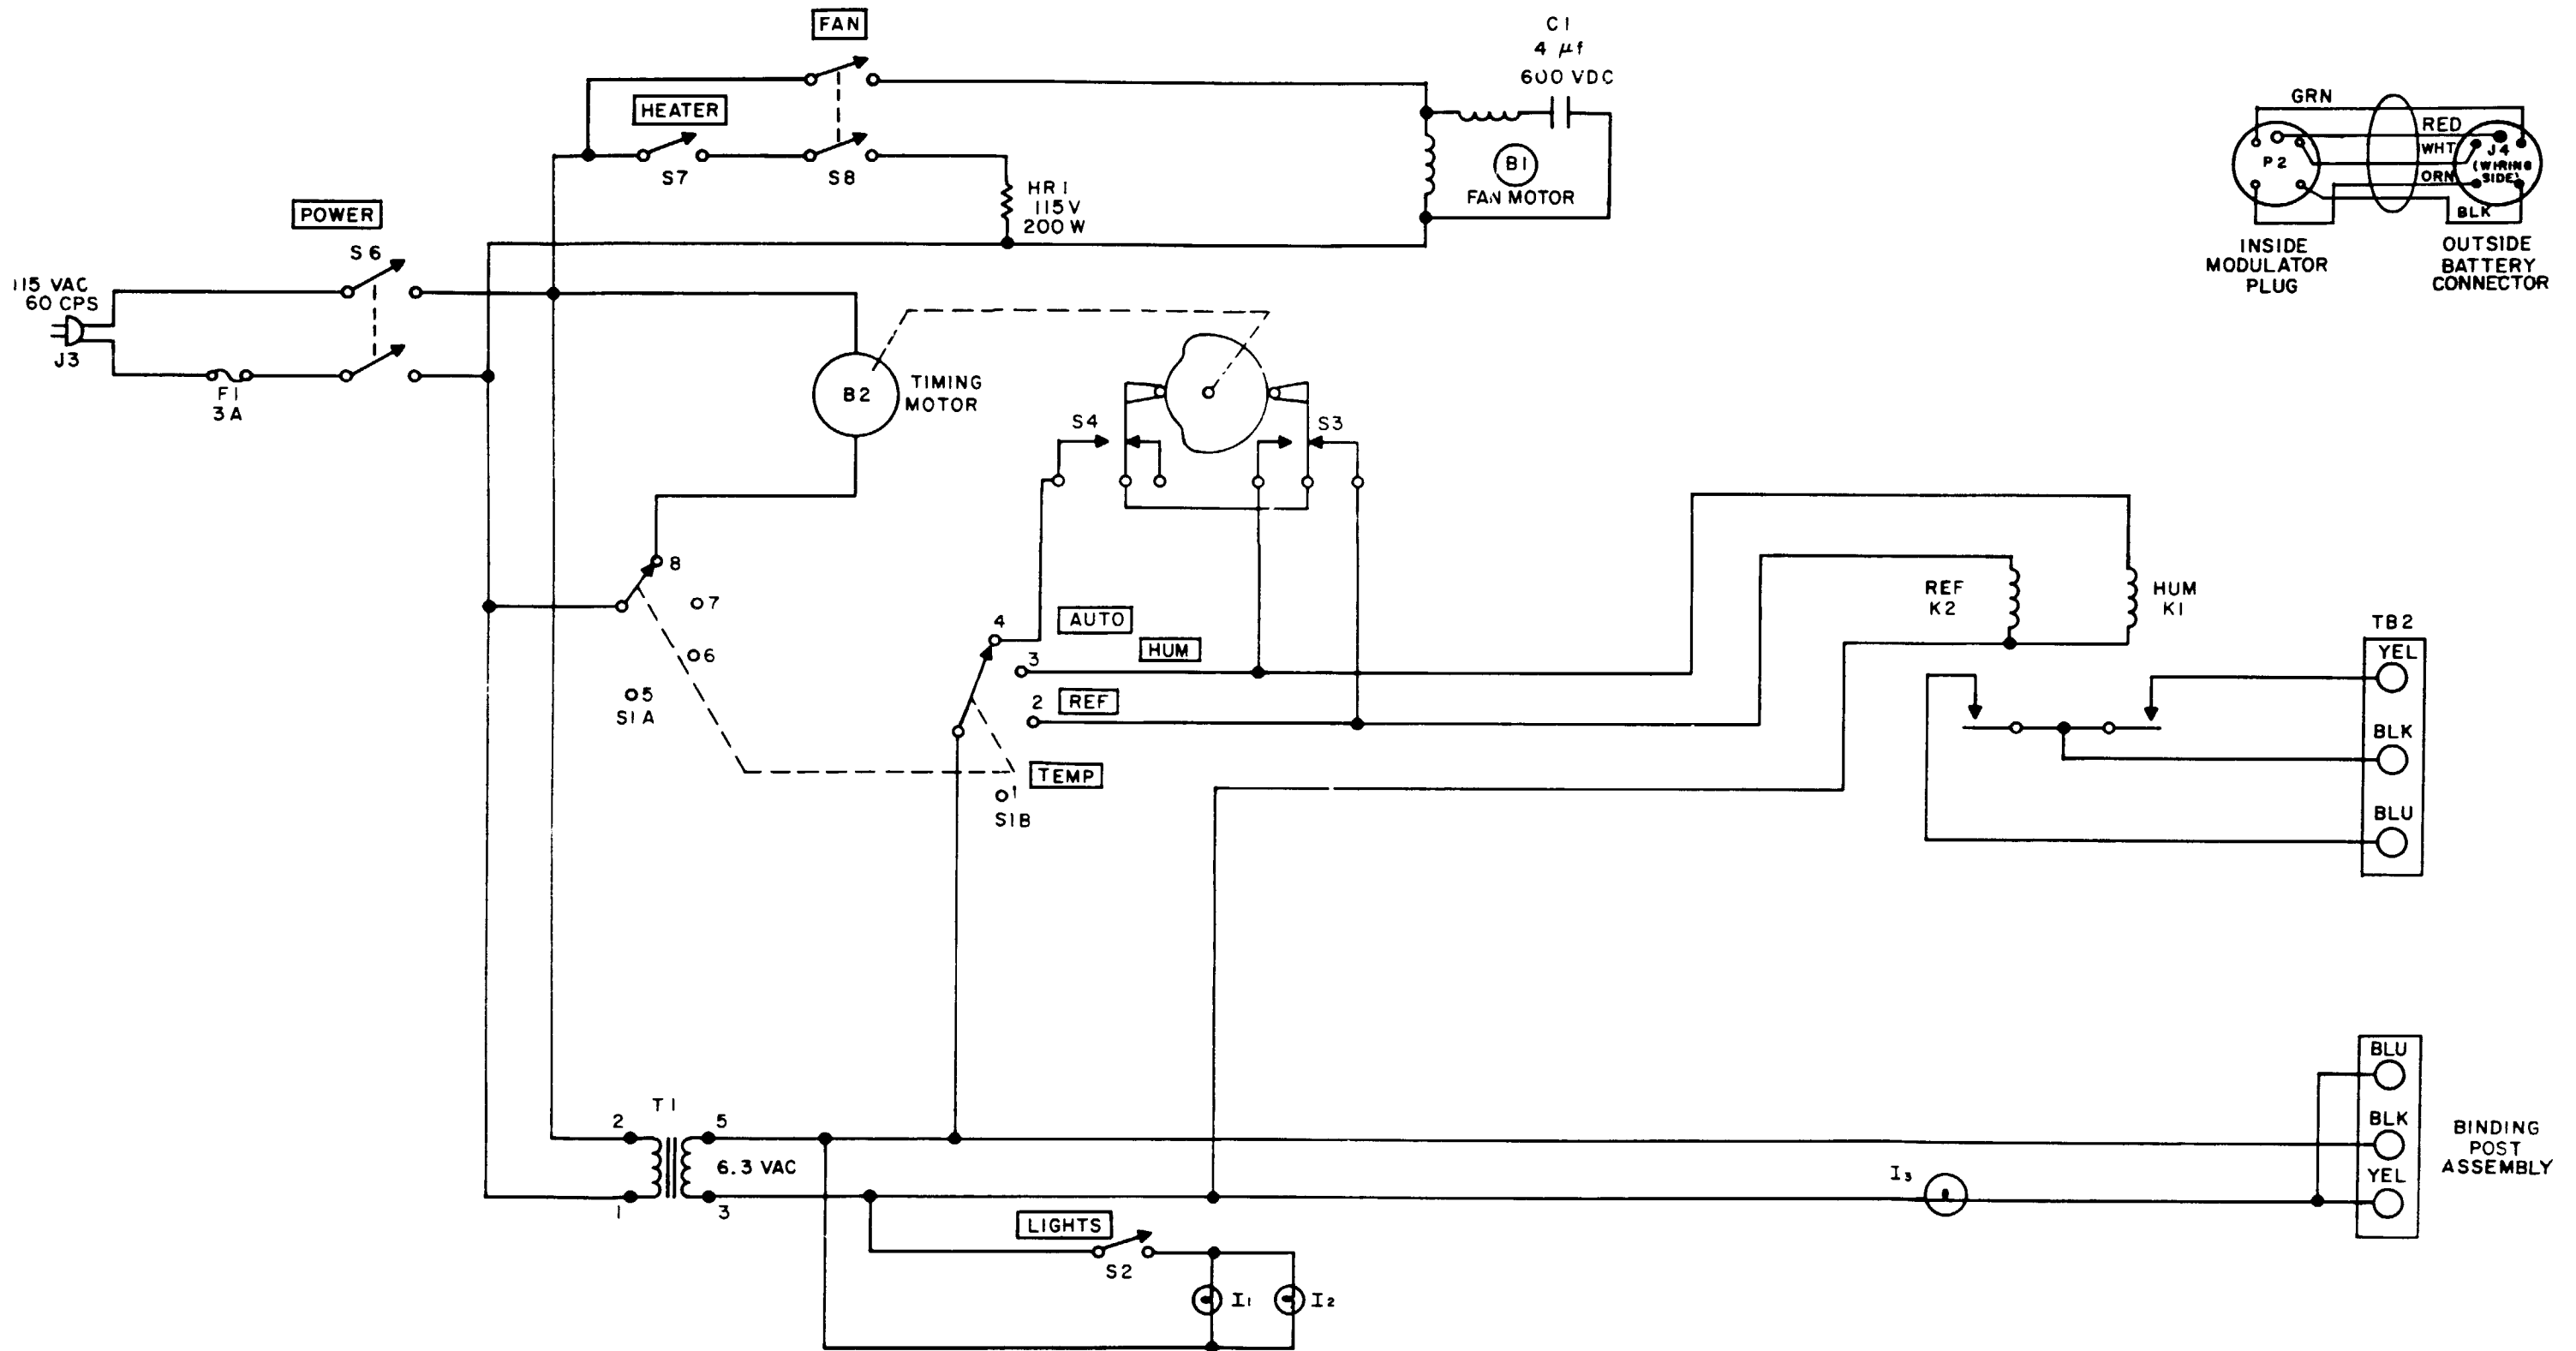 FAN
C1
4 μf
600 VDC
HEATER
S7
S8
HR1
115V
200W
B1
FAN MOTOR
GRN
RED
WHT
P2
J4
(WIRING
SIDE)
ORN
BLK
INSIDE
MODULATOR
PLUG
OUTSIDE
BATTERY
CONNECTOR
POWER
S6
115 VAC
60 CPS
J3
F1
3A
B2
TIMING
MOTOR
S4
S3
8
7
6
5
S1A
4
AUTO
3
HUM
2
REF
TEMP
1
S1B
REF
K2
HUM
K1
TB2
YEL
BLK
BLU
T1
2
5
6.3 VAC
1
3
LIGHTS
S2
I1
I2
I3
BLU
BLK
YEL
BINDING
POST
ASSEMBLY